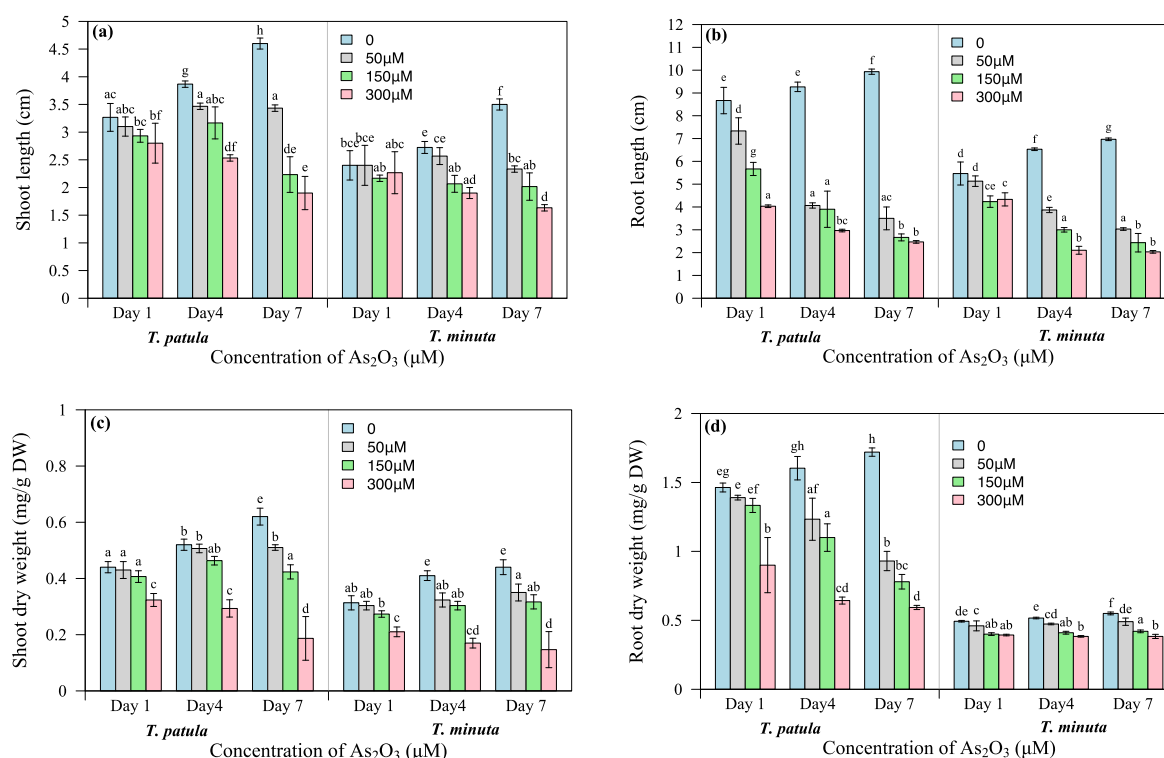 (a)
Shoot length (cm)
5
4.5
4
3.5
3
2.5
2
1.5
1
0.5
0
0
50µM
150µM
300µM
ac abc bc bf
g a abc df
h a de e
bce bce ab abc
e ce ab ad
f bc ab d
Day 1 Day4 Day 7 Day 1 Day4 Day 7
T. patula T. minuta
Concentration of As₂O₃ (µM)
(b)
Root length (cm)
12
11
10
9
8
7
6
5
4
3
2
1
0
0
50µM
150µM
300µM
e d g a
e a a bc
f ac b b
d d ce c
f e a b
g a b b
Day 1 Day4 Day 7 Day 1 Day4 Day 7
T. patula T. minuta
Concentration of As₂O₃ (µM)
(c)
Shoot dry weight (mg/g DW)
1
0.8
0.6
0.4
0.2
0
0
50µM
150µM
300µM
a a a c
b b ab c
e b a d
ab ab b c
e ab ab cd
e a ab d
Day 1 Day4 Day 7 Day 1 Day4 Day 7
T. patula T. minuta
Concentration of As₂O₃ (µM)
(d)
Root dry weight (mg/g DW)
2
1.5
1
0.5
0
0
50µM
150µM
300µM
eg e ef b
gh af a cd
h b bc d
de c ab ab
e cd ab b
f de a b
Day 1 Day4 Day 7 Day 1 Day4 Day 7
T. patula T. minuta
Concentration of As₂O₃ (µM)